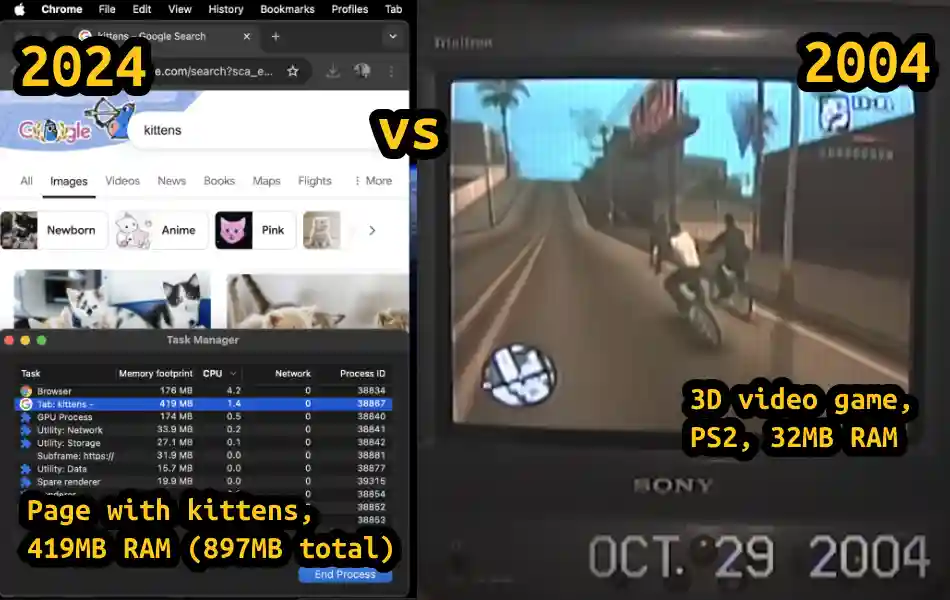 Chrome File Edit View History Bookmarks Profiles Tab
kittens – Google Search
2024
e.com/search?sca_e...
Google
kittens
All Images Videos News Books Maps Flights More
Newborn Anime Pink
Task Manager
Task Memory footprint CPU Network Process ID
Browser 176 MB 4.2 0 38834
Tab: kittens - 419 MB 1.4 0 38867
GPU Process 174 MB 0.5 0 38840
Utility: Network 33.9 MB 0.2 0 38841
Utility: Storage 27.1 MB 0.1 0 38842
Subframe: https:// 31.9 MB 0.0 0 38881
Utility: Data 15.7 MB 0.0 0 38877
Spare renderer 19.9 MB 0.0 0 39315
38854
38852
38853
Page with kittens,
419MB RAM (897MB total)
End Process
vs
Trinitron
2004
3D video game,
PS2, 32MB RAM
SONY
OCT. 29 2004